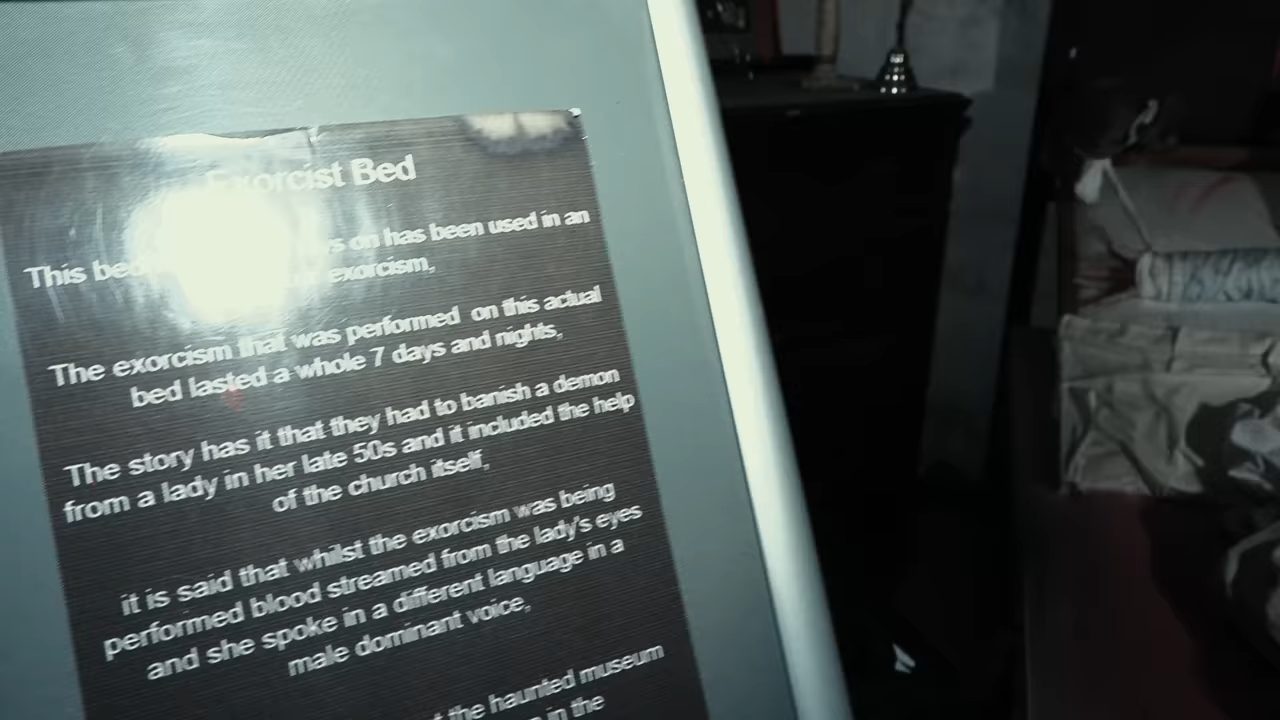 Exorcist Bed
This bed on has been used in an
exorcism,
The exorcism that was performed on this actual
bed lasted a whole 7 days and nights,
The story has it that they had to banish a demon
from a lady in her late 50s and it included the help
of the church itself,
it is said that whilst the exorcism was being
performed blood streamed from the lady's eyes
and she spoke in a different language in a
male dominant voice,
the haunted museum
in the